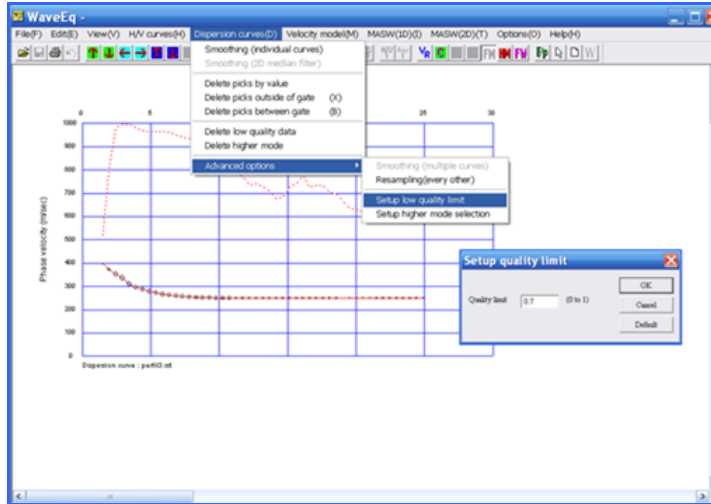 WaveEq -
File(F) Edit(E) View(V) H/V curves(H) Dispersion curves(D) Velocity model(M) MASW(1D)(I) MASW(2D)(T) Options(O) Help(H)
Smoothing (individual curves)
Smoothing (2D median filter)
Delete picks by value
Delete picks outside of gate (X)
Delete picks between gate (B)
Delete low quality data
Delete higher mode
Advanced options
Smoothing (multiple curves)
Resampling(every other)
Setup low quality limit
Setup higher mode selection
0 5 25 30
1000
900
800
700
600
500
400
300
200
100
0
Phase velocity (m/sec)
Dispersion curve : perfil3.rst
Setup quality limit
Quality limit 0.7 (0 to 1)
OK
Cancel
Default